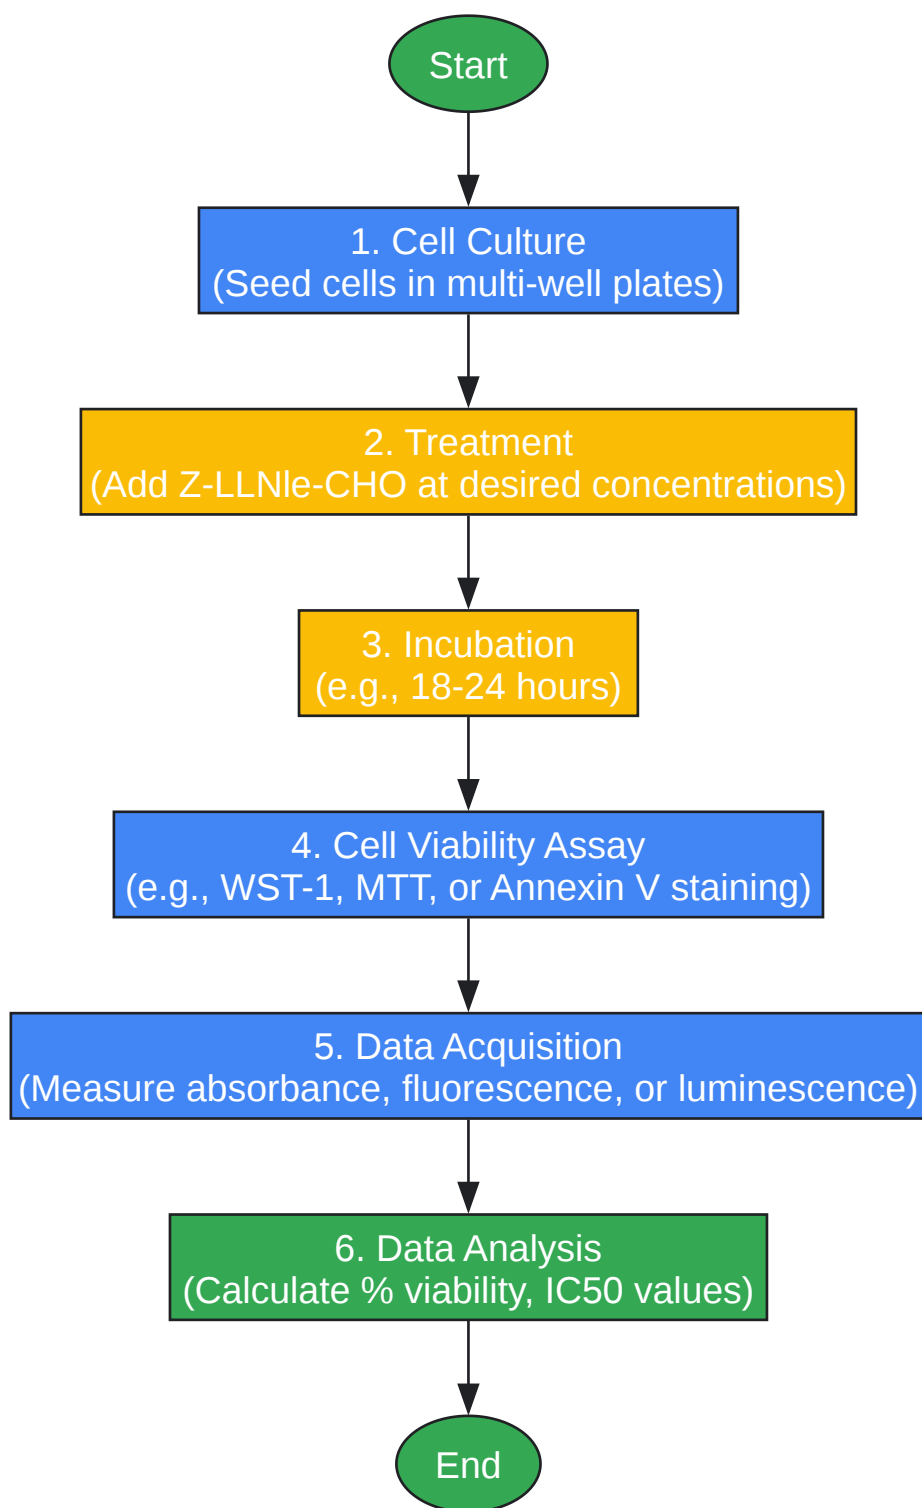 Start
1. Cell Culture
(Seed cells in multi-well plates)
2. Treatment
(Add Z-LLNle-CHO at desired concentrations)
3. Incubation
(e.g., 18-24 hours)
4. Cell Viability Assay
(e.g., WST-1, MTT, or Annexin V staining)
5. Data Acquisition
(Measure absorbance, fluorescence, or luminescence)
6. Data Analysis
(Calculate % viability, IC50 values)
End